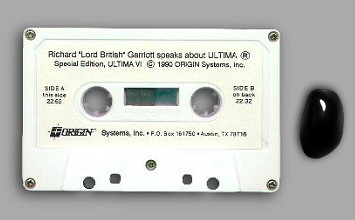 Richard "Lord British" Garriott speaks about ULTIMA ®
Special Edition, ULTIMA VI © 1990 ORIGIN Systems, Inc.
SIDE A
this side
22:52
SIDE B
on back
22:32
ORIGIN Systems, Inc. • P.O. Box 161750 • Austin, TX 78716